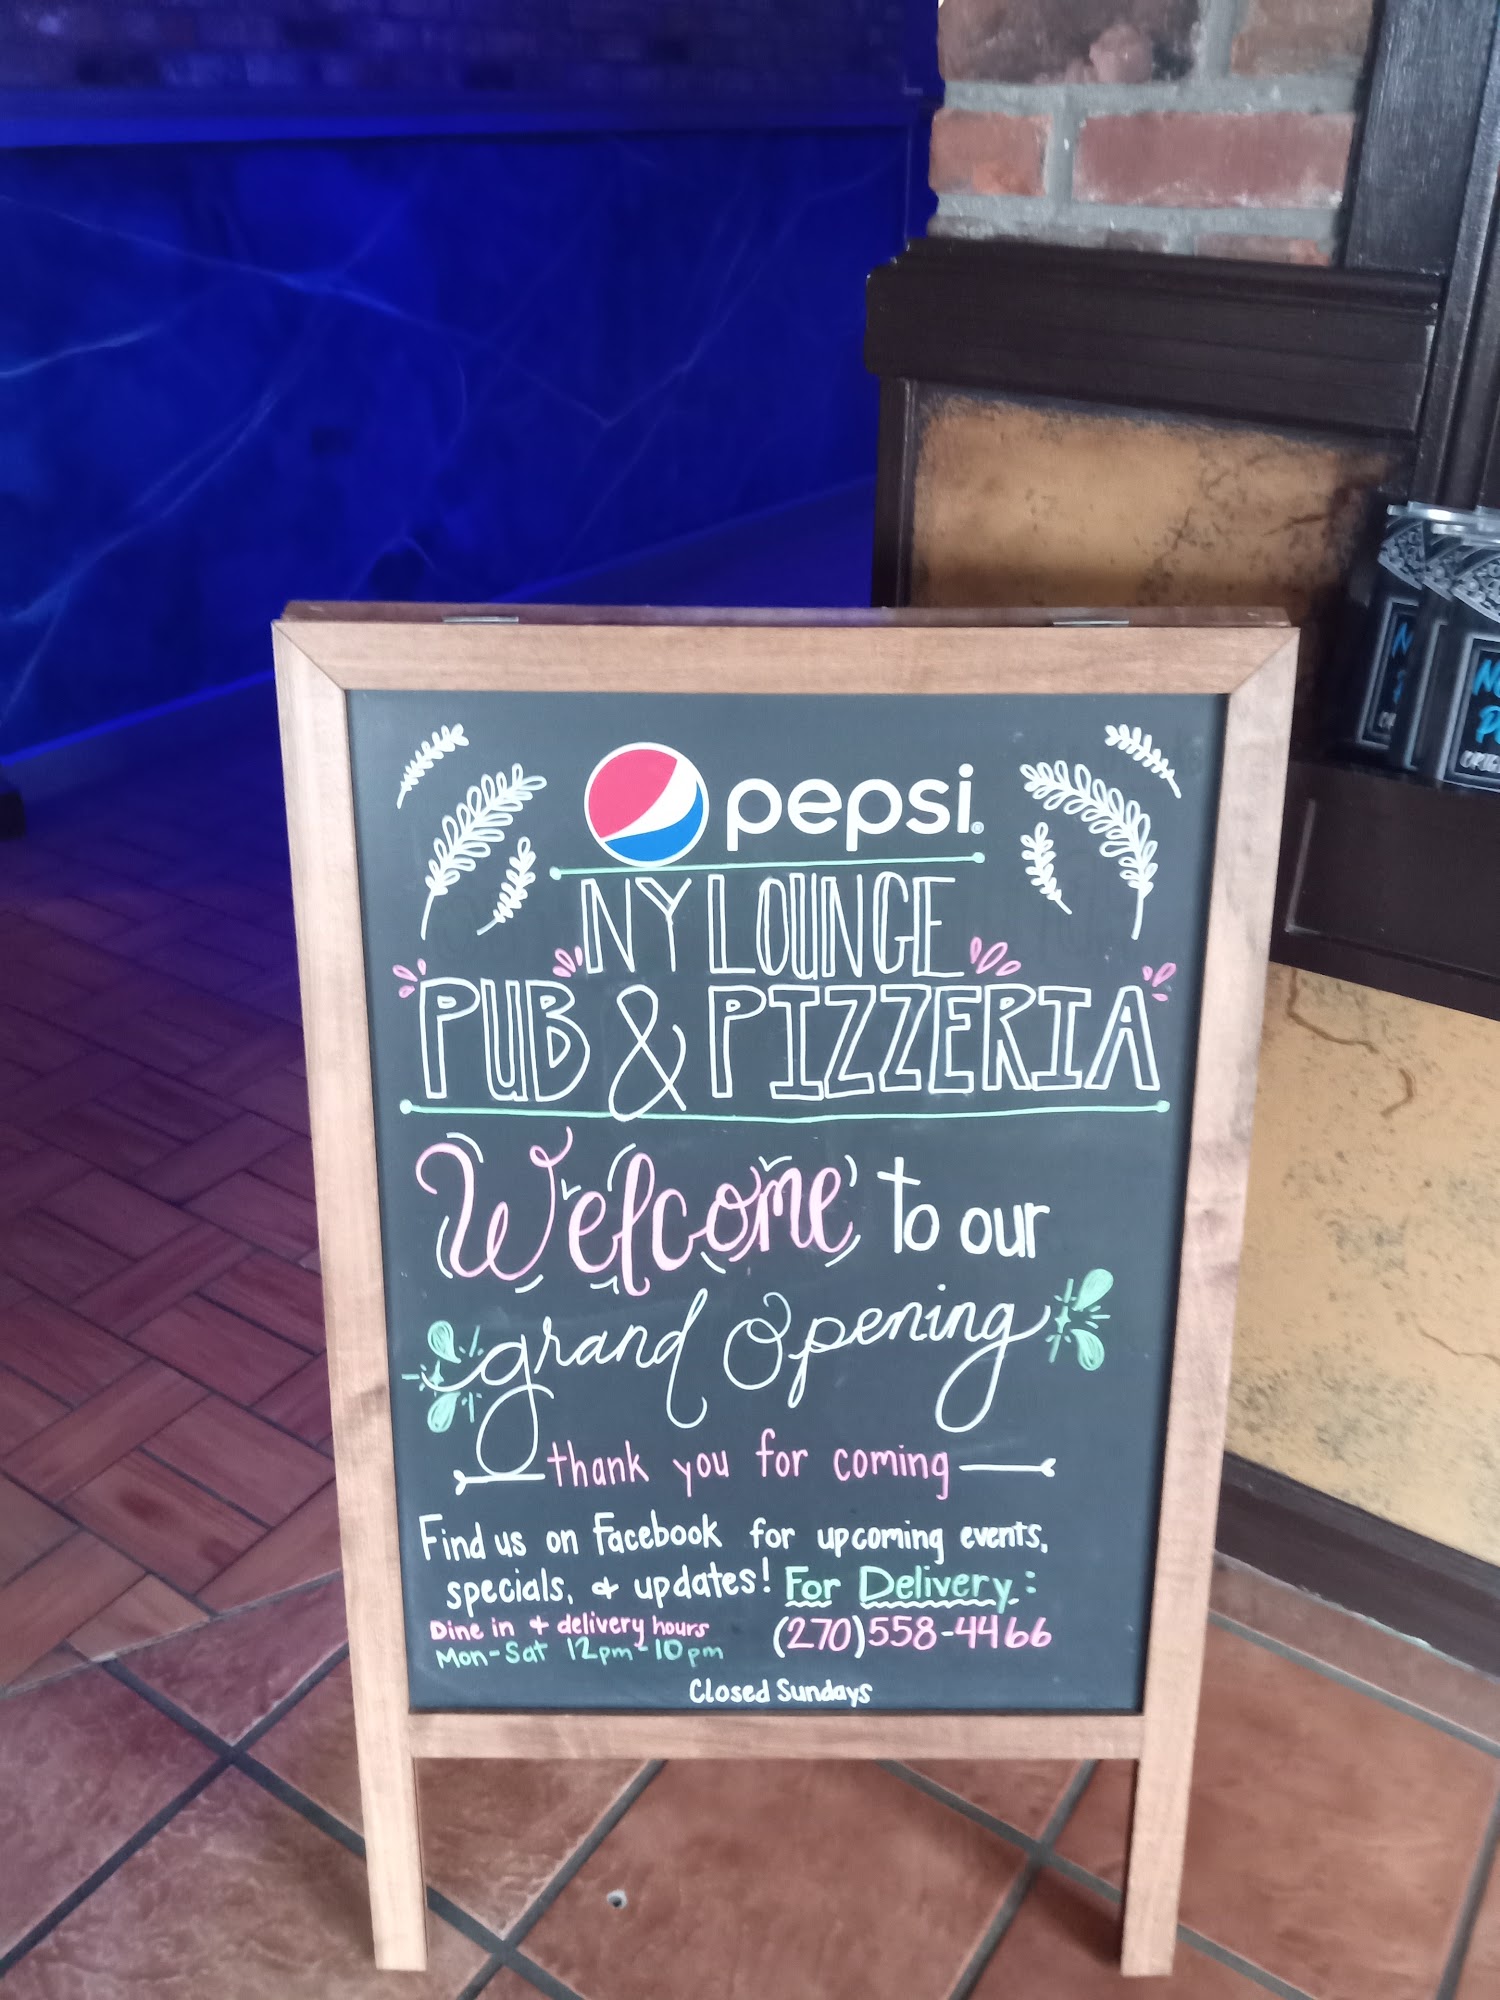 pepsi
NY LOUNGE
PUB & PIZZERIA
Welcome to our
grand Opening
thank you for coming
Find us on Facebook for upcoming events,
specials, & updates! For Delivery:
Dine in + delivery hours (270)558-4466
Mon-Sat 12pm-10pm
Closed Sundays